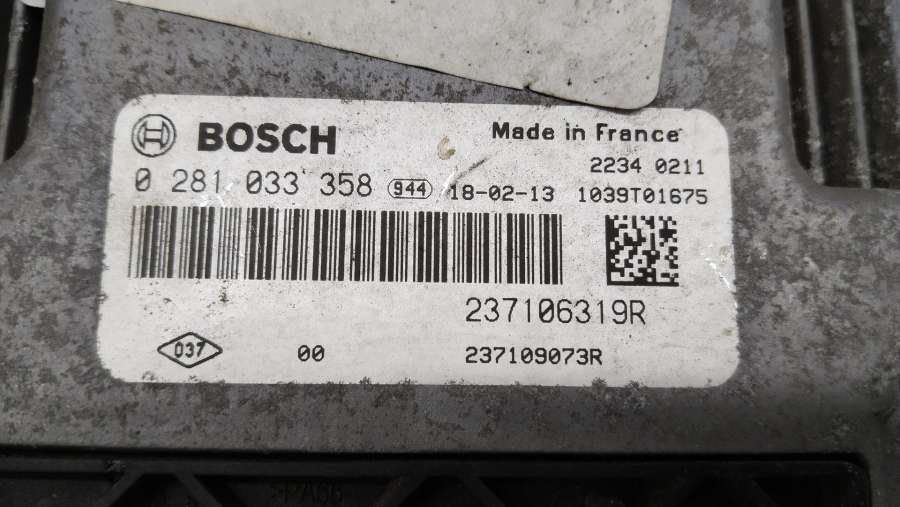 BOSCH
Made in France
2234 0211
0 281 033 358 944 18-02-13 1039T01675
237106319R
037 00 237109073R
>PA66